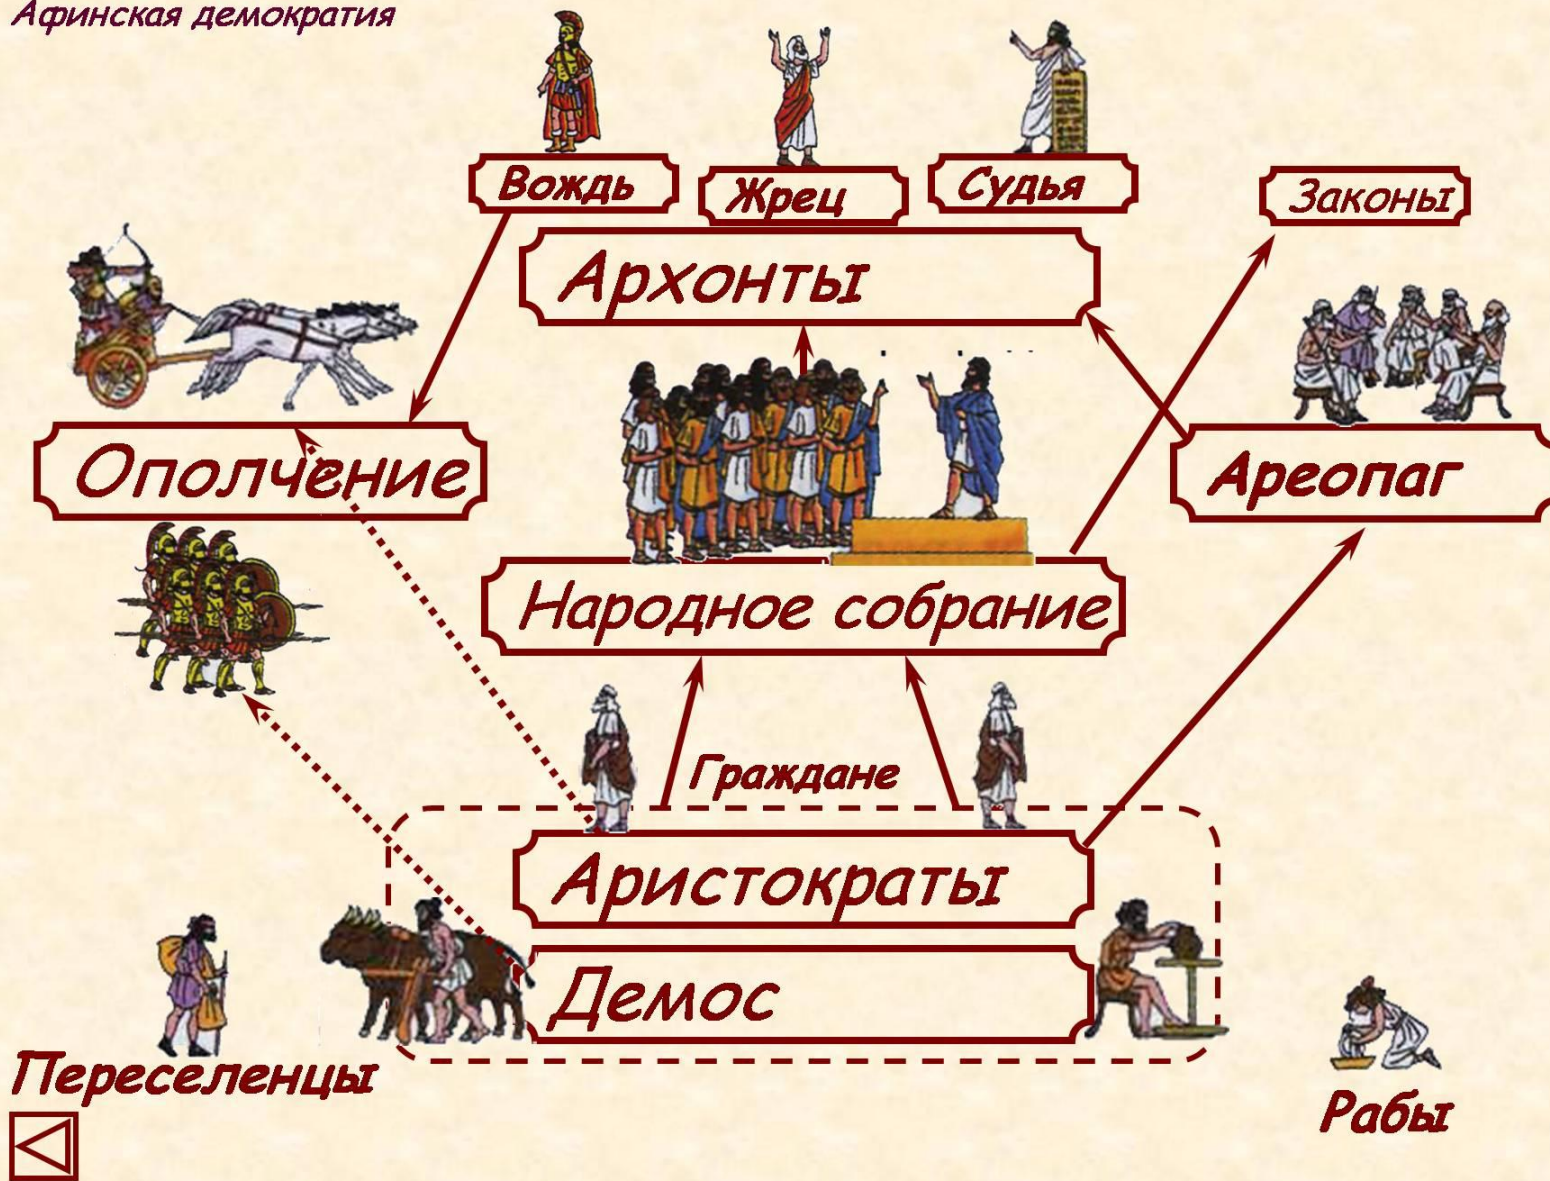 Афинская демократия
Вождь
Жрец
Судья
Законы
Архонты
Ополчение
Ареопаг
Народное собрание
Граждане
Аристократы
Демос
Переселенцы
Рабы